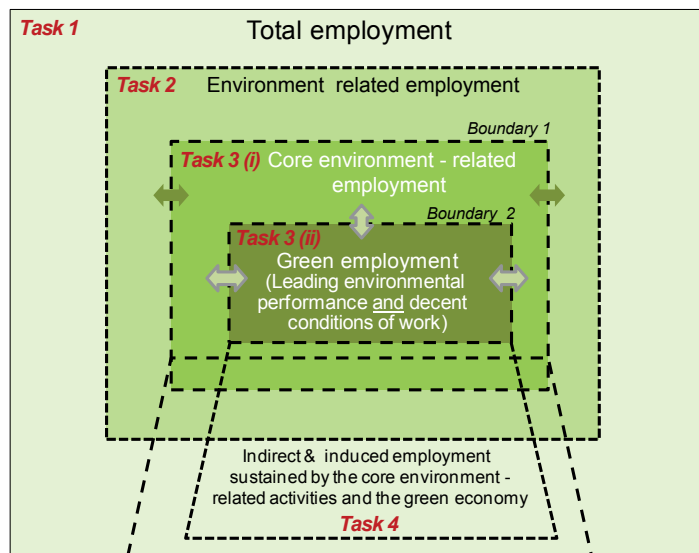 Task 1 Total employment
Task 2 Environment related employment
Boundary 1
Task 3 (i) Core environment - related
employment
Boundary 2
Task 3 (ii)
Green employment
(Leading environmental
performance and decent
conditions of work)
Indirect & induced employment
sustained by the core environment -
related activities and the green economy
Task 4